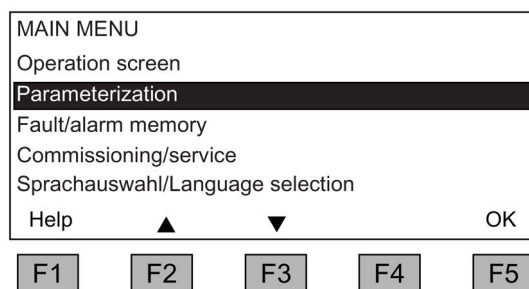 MAIN MENU
Operation screen
Parameterization
Fault/alarm memory
Commissioning/service
Sprachauswahl/Language selection
Help ▲ ▼ OK
F1 F2 F3 F4 F5